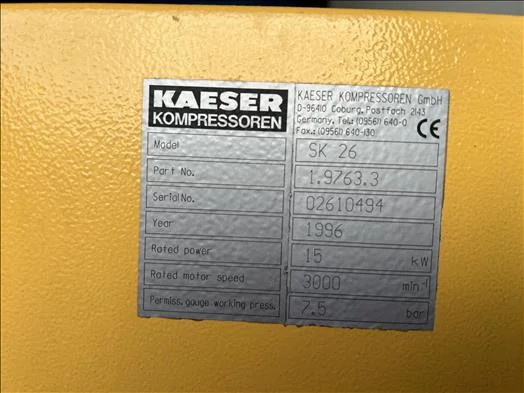 KAESER
KOMPRESSOREN
KAESER KOMPRESSOREN GmbH
D-96410 Coburg, Postfach 2143
Germany, Tel.: (09561) 640-0
Fax.: (09561) 640-130
CE
Model SK 26
Part No. 1.9763.3
Serial No. 02610494
Year 1996
Rated power 15 kW
Rated motor speed 3000 min⁻¹
Permiss. gauge working press. 7.5 bar